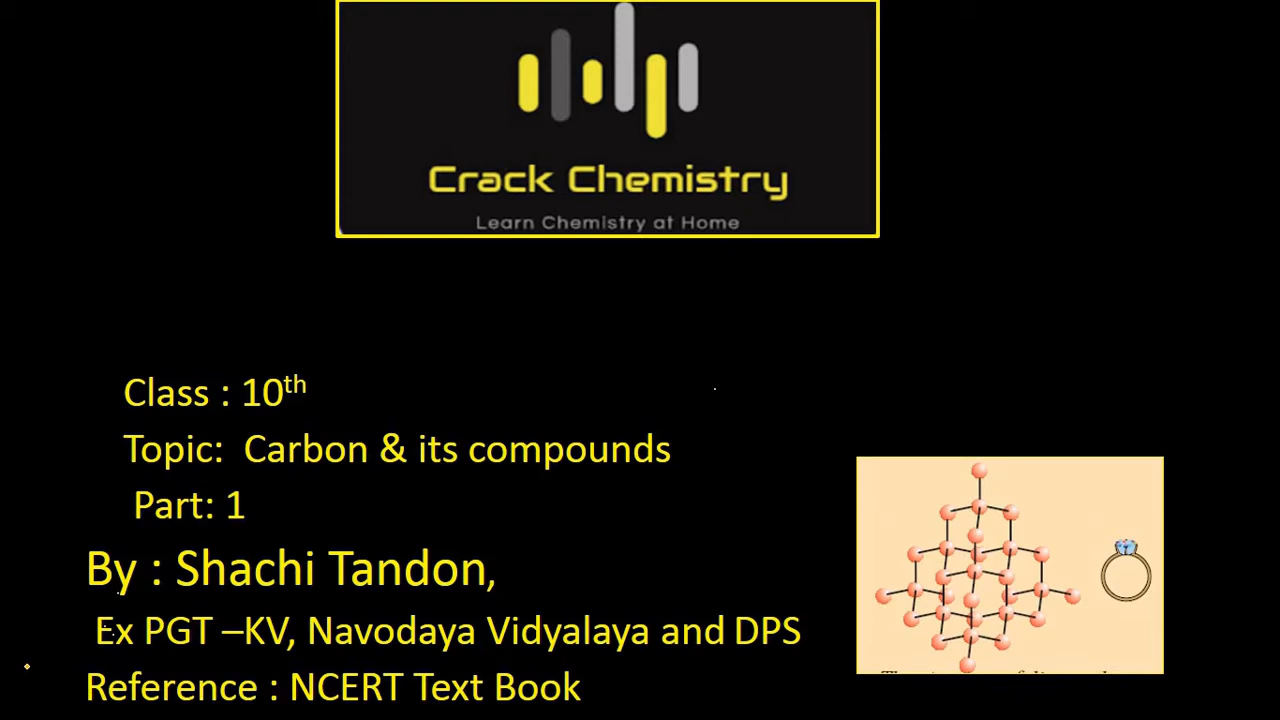 Crack Chemistry
Learn Chemistry at Home
Class : 10th
Topic: Carbon & its compounds
Part: 1
By : Shachi Tandon,
Ex PGT –KV, Navodaya Vidyalaya and DPS
Reference : NCERT Text Book